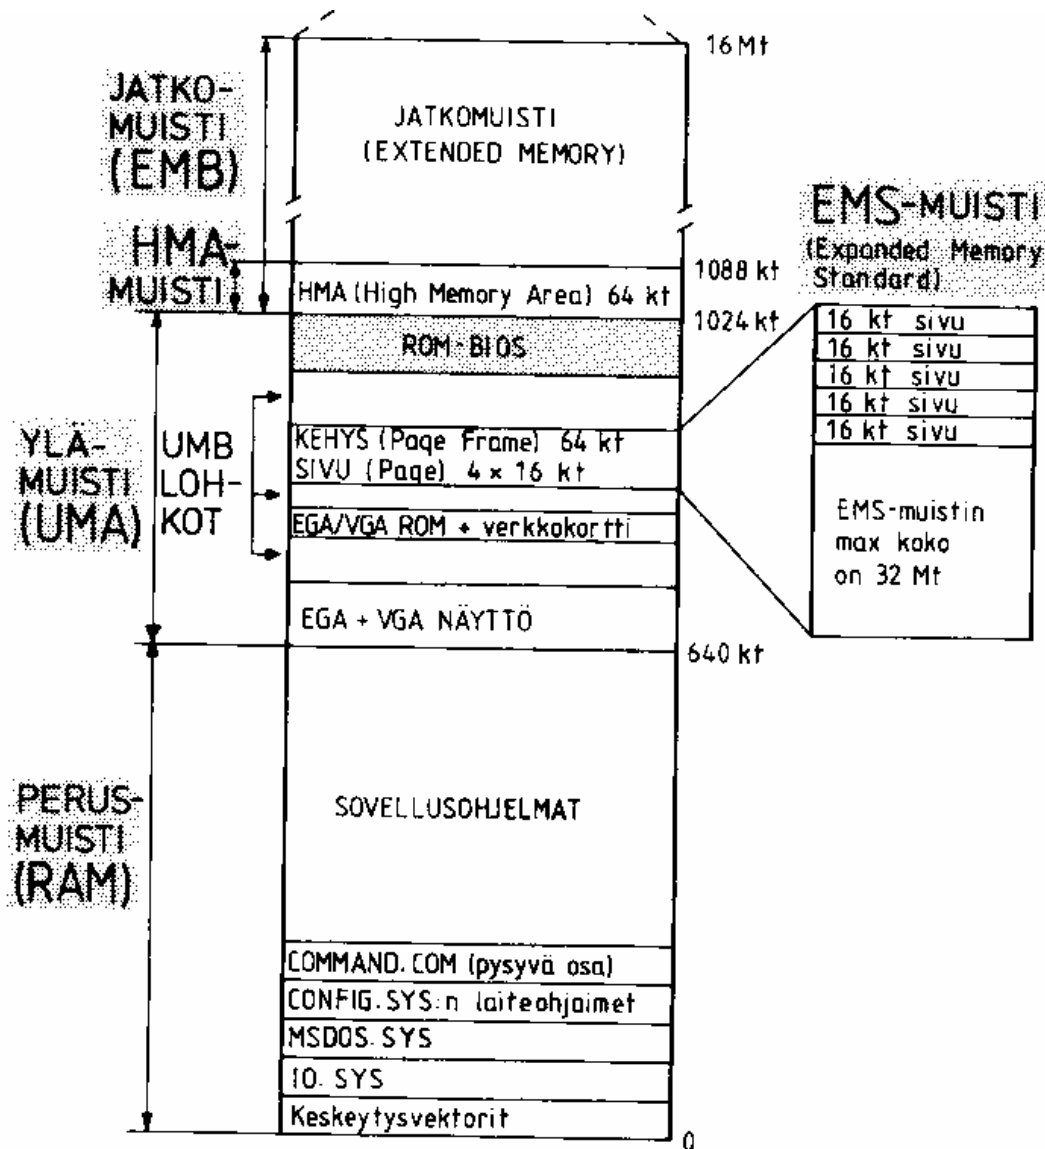 16 Mt
JATKO-
MUISTI
(EMB)
JATKOMUISTI
(EXTENDED MEMORY)
HMA-
MUISTI
1088 kt
HMA (High Memory Area) 64 kt
1024 kt
ROM-BIOS
EMS-MUISTI
(Expanded Memory
Standard)
16 kt sivu
16 kt sivu
16 kt sivu
16 kt sivu
16 kt sivu
EMS-muistin
max koko
on 32 Mt
YLÄ-
MUISTI
(UMA)
UMB
LOH-
KOT
KEHYS (Page Frame) 64 kt
SIVU (Page) 4 × 16 kt
EGA/VGA ROM + verkkokortti
EGA + VGA NÄYTTÖ
640 kt
PERUS-
MUISTI
(RAM)
SOVELLUSOHJELMAT
COMMAND.COM (pysyvä osa)
CONFIG.SYS:n laiteohjaimet
MSDOS.SYS
IO.SYS
Keskeytysvektorit
0